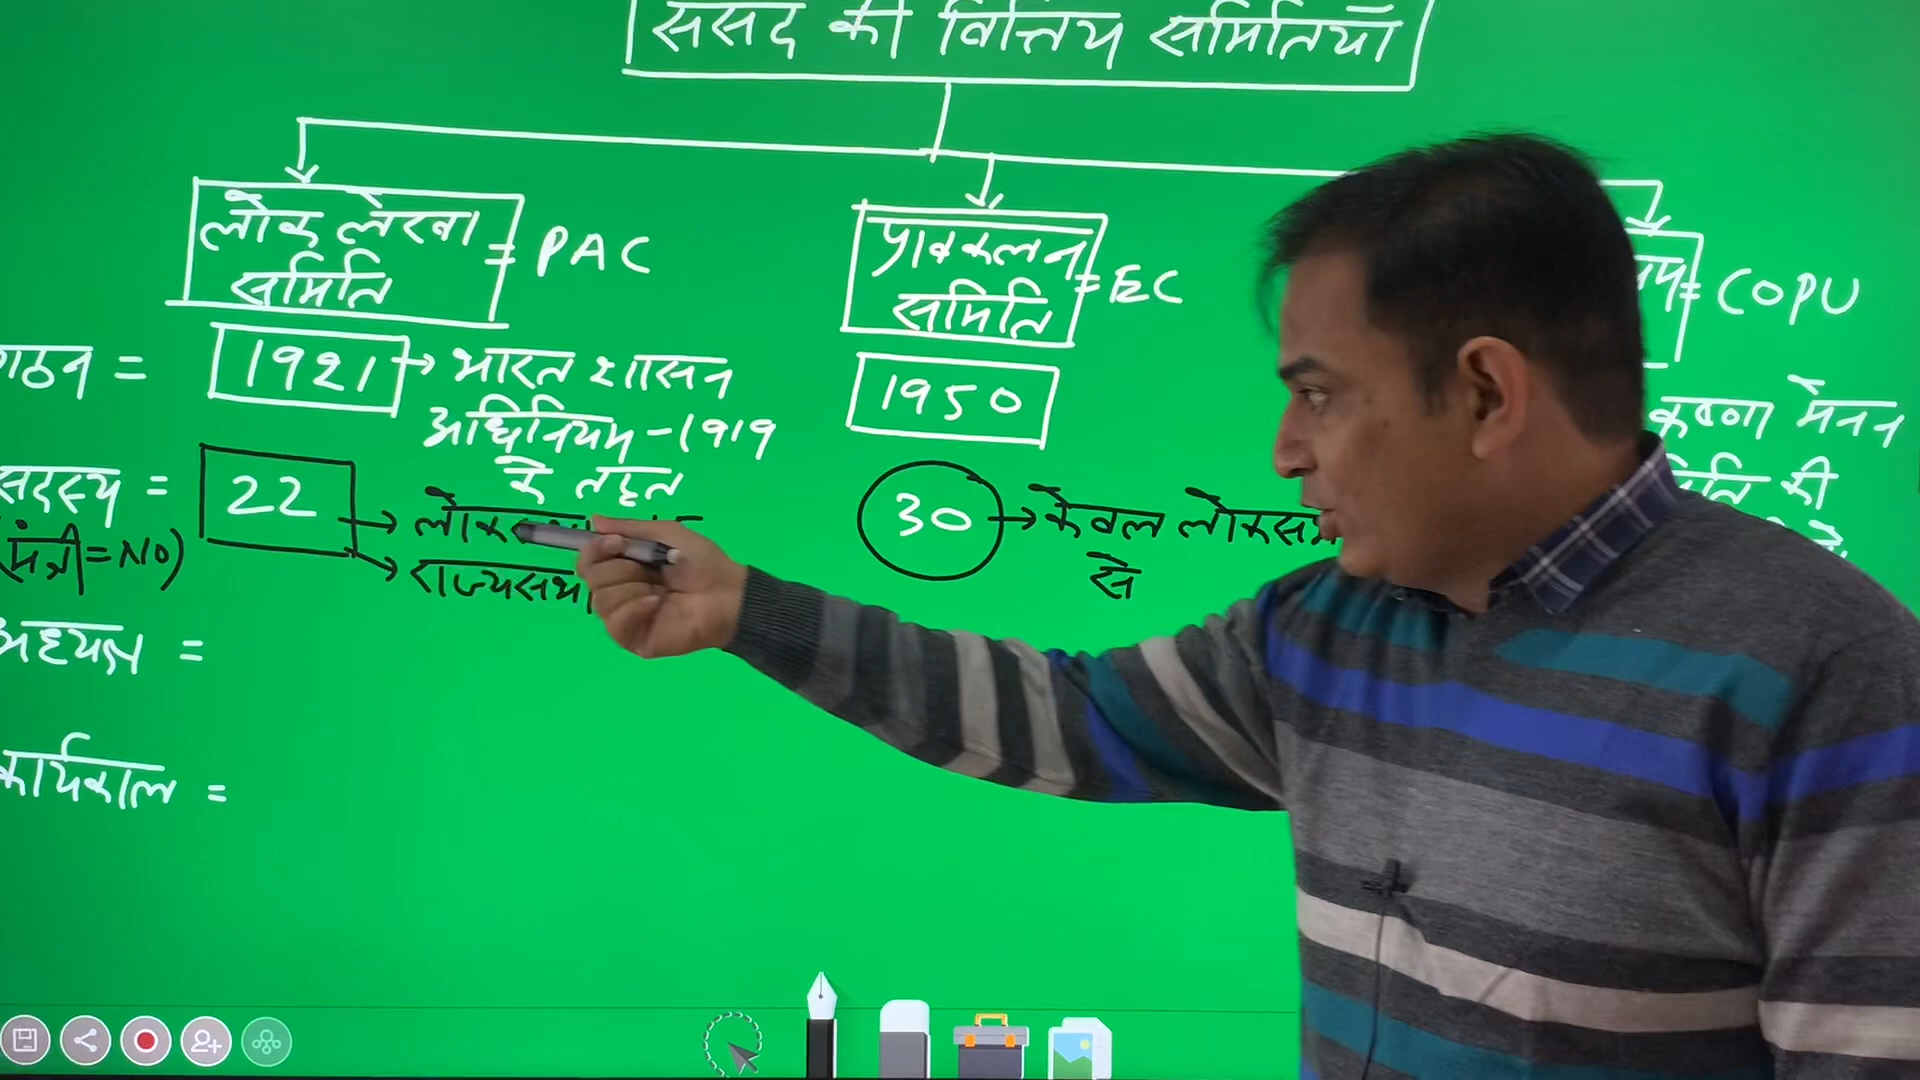 संसद की वित्तिय समितियाँ
लोक लेखा
समिति
= PAC
प्राक्कलन
समिति
= EC
= COPU
गठन =
1921
भारत शासन
अधिनियम - 1919
के तहत
1950
कृष्णा मेनन
की
सदस्य =
(मंत्री = NO)
22
राज्यसभा
30
केवल लोकसभा
से
अध्यक्ष =
कार्यकाल =